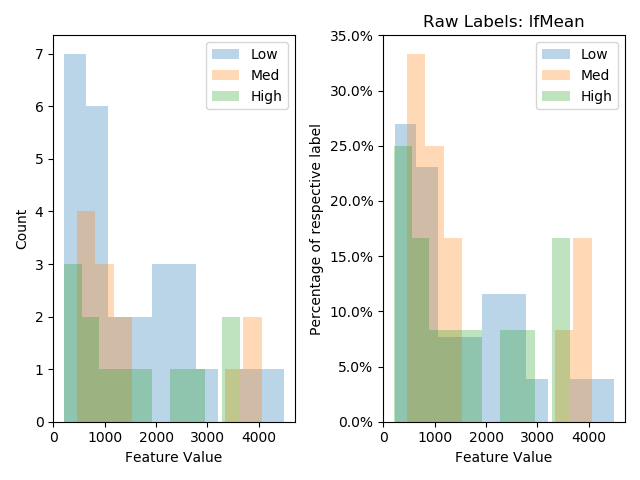 7
6
5
4
3
2
1
0
Count
0
1000
2000
3000
4000
Feature Value
Low
Med
High
Raw Labels: lfMean
35.0%
30.0%
25.0%
20.0%
15.0%
10.0%
5.0%
0.0%
Percentage of respective label
0
1000
2000
3000
4000
Feature Value
Low
Med
High